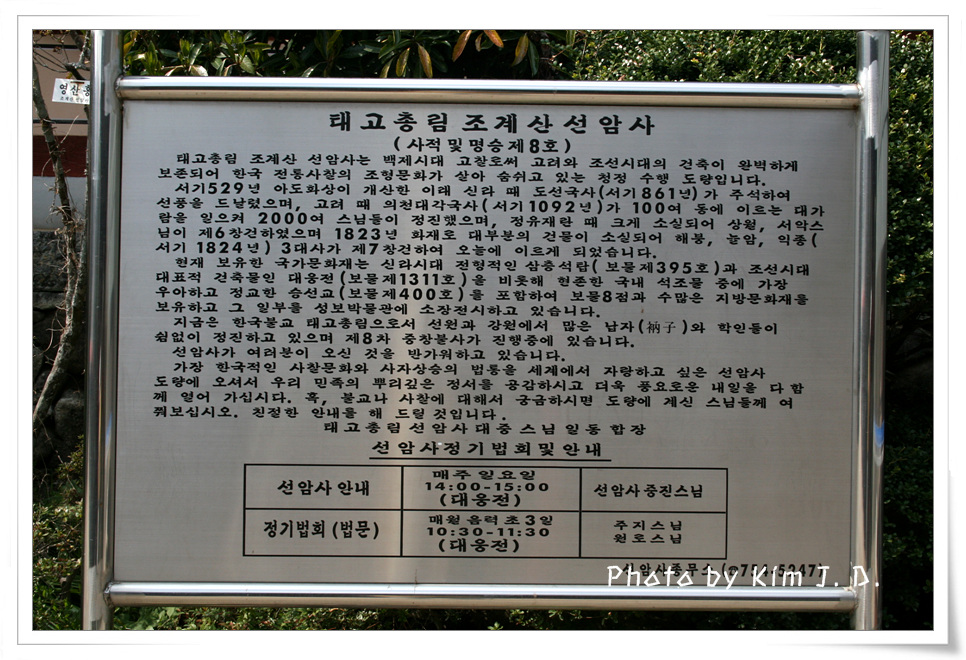 영산홍
태고총림 조계산선암사
(사적 및 명승제8호)
태고총림 조계산 선암사는 백제시대 고찰로써 고려와 조선시대의 건축이 완벽하게
보존되어 한국 전통사찰의 조형문화가 살아 숨쉬고 있는 청정 수행 도량입니다.
서기529년 아도화상이 개산한 이래 신라 때 도선국사(서기861년)가 주석하여
선풍을 드날렸으며, 고려 때 의천대각국사(서기1092년)가 100여 동에 이르는 대가
람을 일으켜 2000여 스님들이 정진했으며, 정유재란 때 크게 소실되어 상월, 서악스
님이 제6창건하였으며 1823년 화재로 대부분의 건물이 소실되어 해붕, 눌암, 익종(
서기 1824년) 3대사가 제7창건하여 오늘에 이르게 되었습니다.
현재 보유한 국가문화재는 신라시대 전형적인 삼층석탑(보물제395호)과 조선시대
대표적 건축물인 대웅전(보물제1311호)을 비롯해 현존한 국내 석조물 중에 가장
우아하고 정교한 승선교(보물제400호)를 포함하여 보물8점과 수많은 지방문화재를
보유하고 그 일부를 성보박물관에 소장전시하고 있습니다.
지금은 한국불교 태고총림으로서 선원과 강원에서 많은 납자(衲子)와 학인들이
쉼없이 정진하고 있으며 제8차 중창불사가 진행중에 있습니다.
선암사가 여러분이 오신 것을 반가워하고 있습니다.
가장 한국적인 사찰문화와 사자상승의 법통을 세계에서 자랑하고 싶은 선암사
도량에 오셔서 우리 민족의 뿌리깊은 정서를 공감하시고 더욱 풍요로운 내일을 다 함
께 열어 가십시다. 혹, 불교나 사찰에 대해서 궁금하시면 도량에 계신 스님들께 여
쭤보십시오. 친절한 안내를 해 드릴 것입니다.
태고총림선암사대중스님일동합장
선암사정기법회및안내
선암사 안내 매주 일요일 14:00-15:00 (대웅전) 선암사 중진스님
정기법회 (법문) 매월 음력 초3일 10:30-11:30 (대웅전) 주지스님 원로스님
선암사종무소
Photo by Kim J. D.